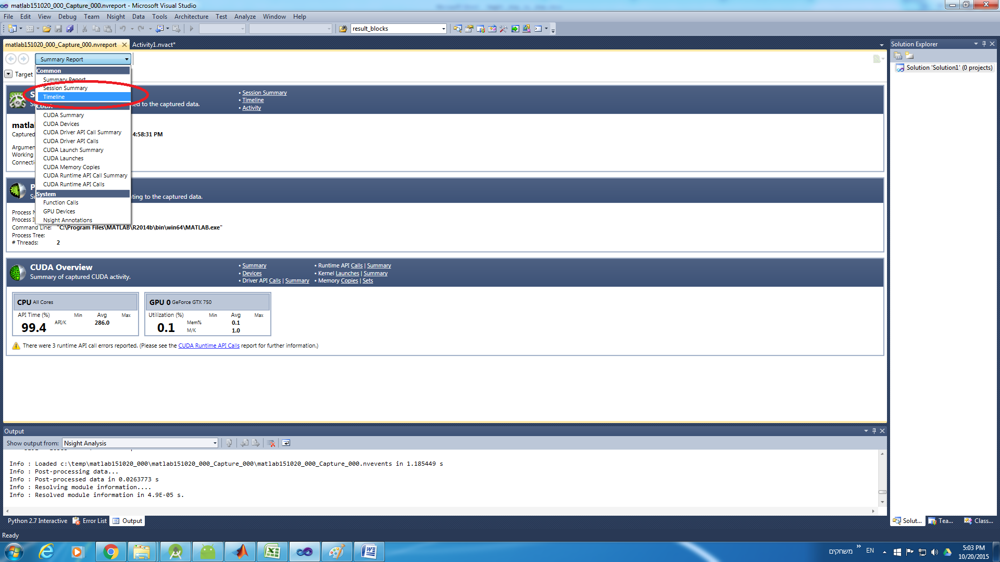 matlab151020_000_Capture_000.nvreport - Microsoft Visual Studio
File Edit View Debug Team Nsight Data Tools Architecture Test Analyze Window Help
result_blocks
matlab151020_000_Capture_000.nvreport Activity1.nvact*
Summary Report
Target
Common
Summary Report
Session Summary
Timeline
CUDA
CUDA Summary
CUDA Devices
CUDA Driver API Call Summary
CUDA Driver API Calls
CUDA Launch Summary
CUDA Launches
CUDA Memory Copies
CUDA Runtime API Call Summary
CUDA Runtime API Calls
System
Function Calls
GPU Devices
Nsight Annotations
to the captured data.
• Session Summary
• Timeline
• Activity
matla
Captured 4:58:31 PM
Argumen
Working
Connecti
ting to the captured data.
Process N
Process I
Command Line: "C:\Program Files\MATLAB\R2014b\bin\win64\MATLAB.exe"
Process Tree:
# Threads: 2
CUDA Overview
Summary of captured CUDA activity.
• Summary
• Devices
• Driver API Calls | Summary
• Runtime API Calls | Summary
• Kernel Launches | Summary
• Memory Copies | Sets
CPU All Cores
API Time (%) Min Avg Max
99.4 API/K 286.0
GPU 0 GeForce GTX 750
Utilization (%) Min Avg Max
0.1 Mem% 0.1
M/K 1.0
There were 3 runtime API call errors reported. (Please see the CUDA Runtime API Calls report for further information.)
Output
Show output from: Nsight Analysis
Info : Loaded c:\temp\matlab151020_000\matlab151020_000_Capture_000\matlab151020_000_Capture_000.nvevents in 1.185449 s
Info : Post-processing data...
Info : Post-processed data in 0.0263773 s
Info : Resolving module information....
Info : Resolved module information in 4.9E-05 s.
Python 2.7 Interactive Error List Output
Solution Explorer
Solution 'Solution1' (0 projects)
Solut... Tea... Class...
Ready
משחקים » EN
5:03 PM
10/20/2015